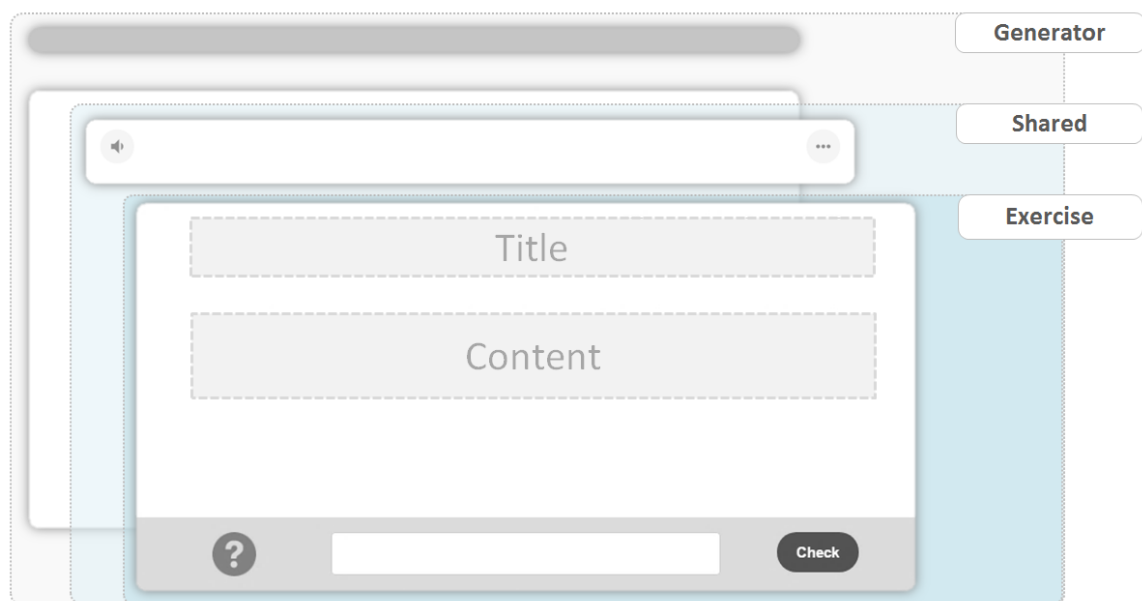 Generator
Shared
Exercise
Title
Content
?
Check